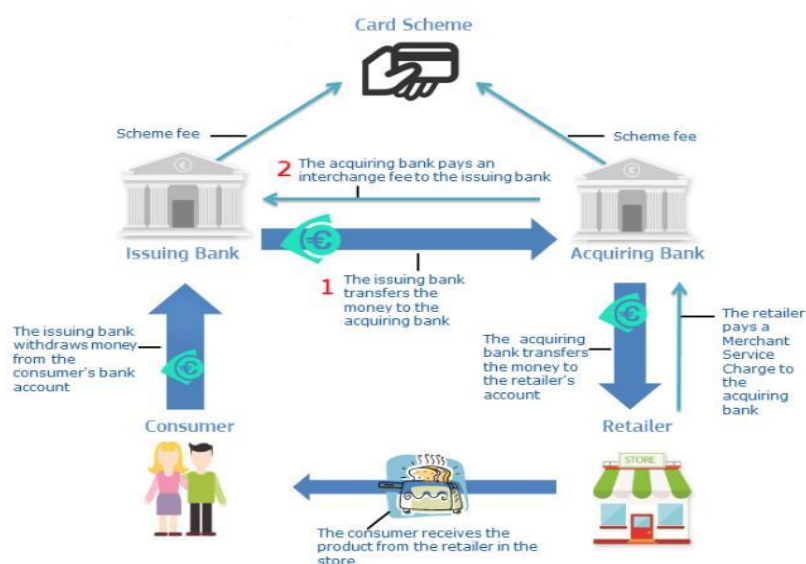 Card Scheme
Scheme fee
Scheme fee
2 The acquiring bank pays an
interchange fee to the issuing bank
€
€
Issuing Bank
€
Acquiring Bank
1 The issuing bank
transfers the
money to the
acquiring bank
The issuing bank
withdraws money
from the
consumer's bank
account
€
The acquiring
bank transfers
the money to
the retailer's
account
€
The retailer
pays a
Merchant
Service
Charge to
the
acquiring
bank
Consumer
Retailer
STORE
The consumer receives the
product from the retailer in the
store